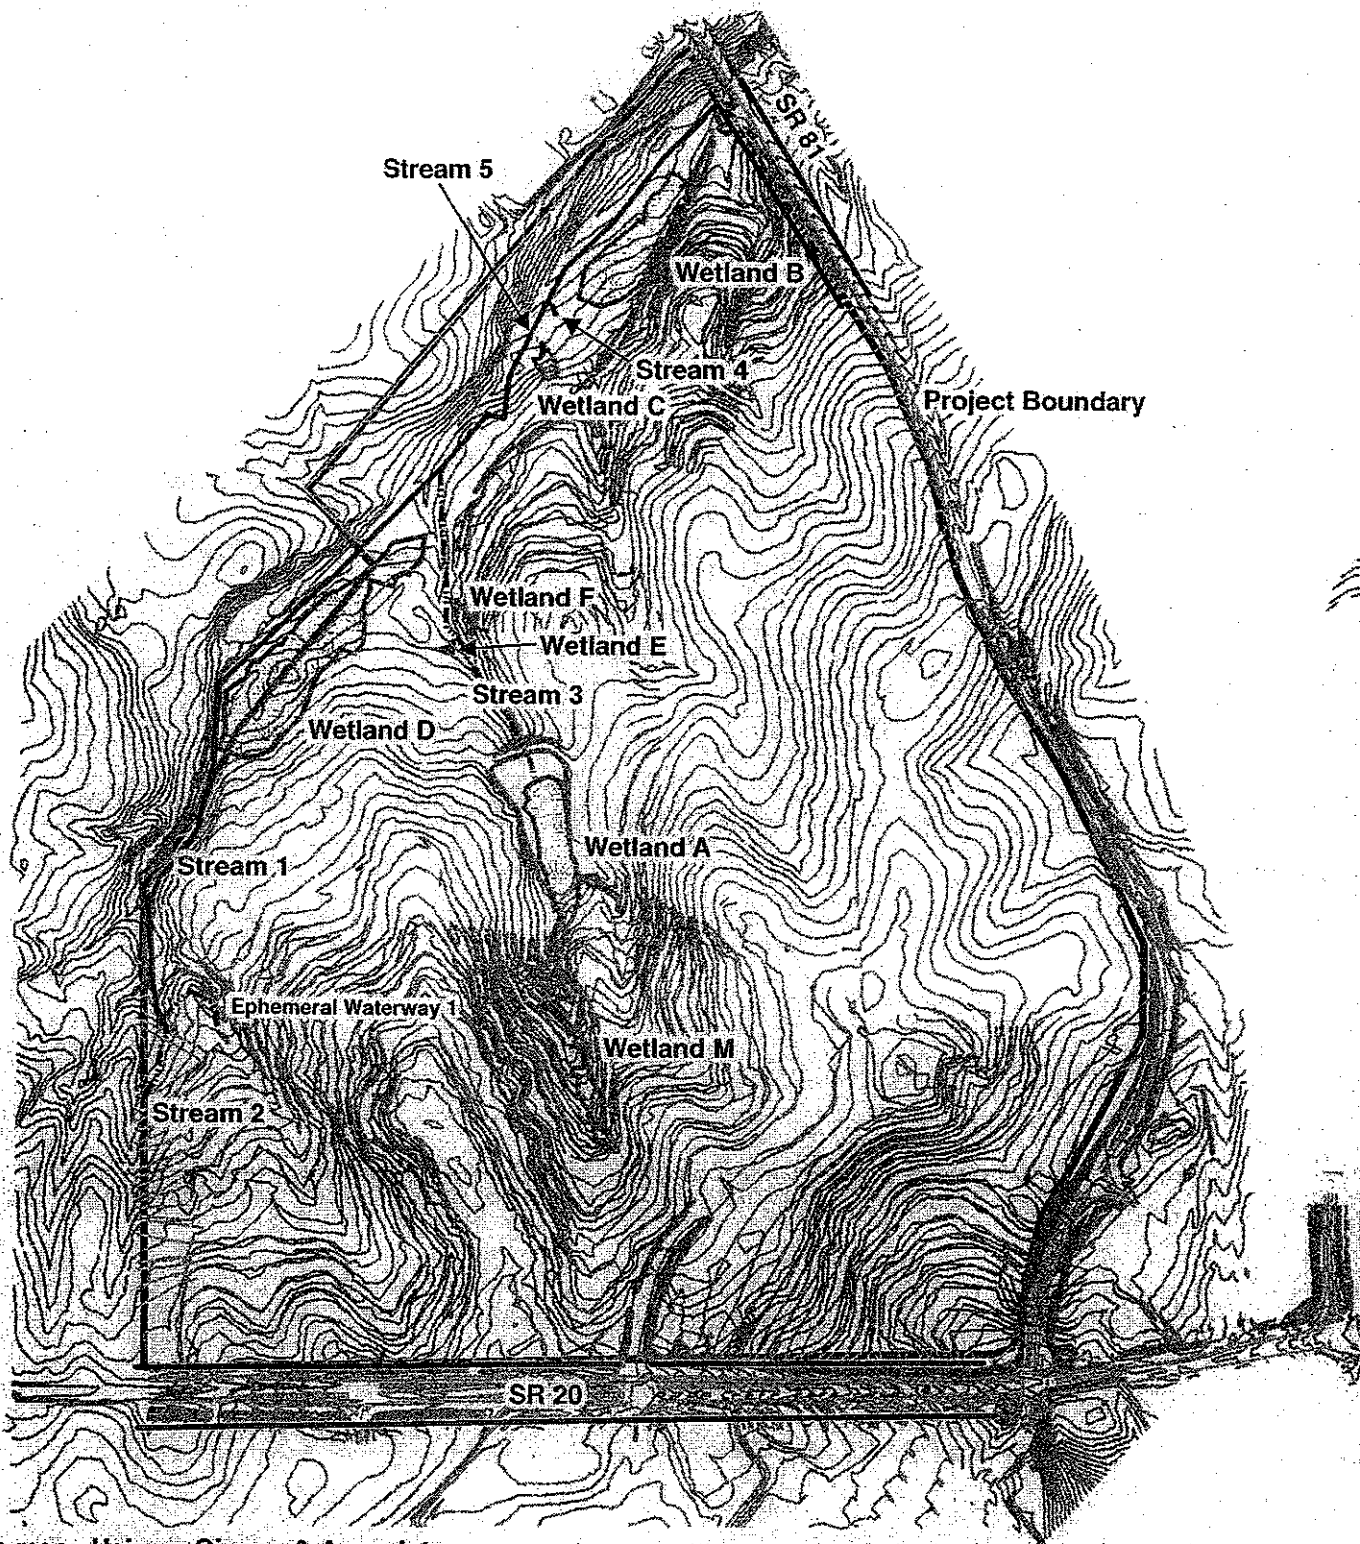 SR 81
Stream 5
Wetland B
Stream 4
Wetland C
Project Boundary
Wetland F
Wetland E
Stream 3
Wetland D
Wetland A
Stream 1
Ephemeral Waterway 1
Wetland M
Stream 2
SR 20